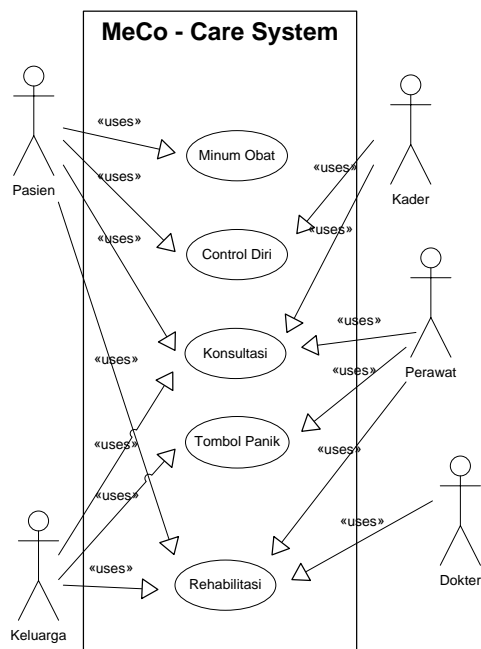 MeCo - Care System
«uses»
Minum Obat
Pasien
Kader
«uses»
«uses»
«uses»
«uses»
Control Diri
«uses»
Konsultasi
Perawat
«uses»
«uses»
Tombol Panik
«uses»
«uses»
«uses»
«uses»
«uses»
Rehabilitasi
Dokter
Keluarga